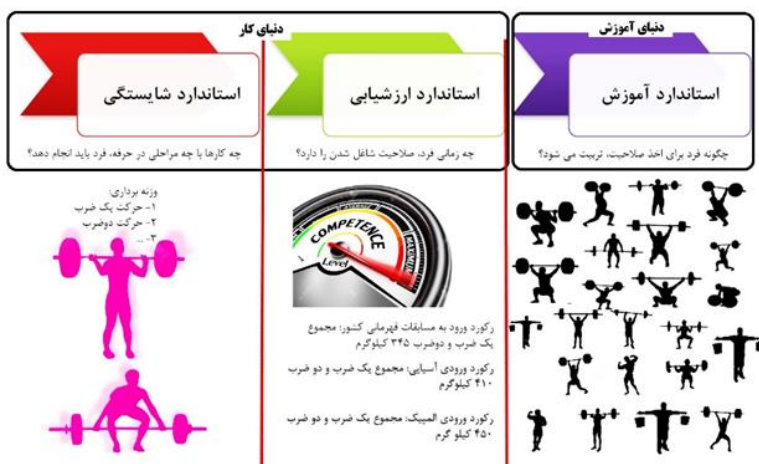 دنیای کار
دنیای آموزش
استاندارد شایستگی
استاندارد ارزشیابی
استاندارد آموزش
چه کارها با چه مراحلی در حرفه، فرد باید انجام دهد؟
چه زمانی فرد، صلاحیت شاغل شدن را دارد؟
چگونه فرد برای اخذ صلاحیت، تربیت می شود؟
وزنه برداری:
۱- حرکت یک ضرب
۲- حرکت دوضرب
۳- ..
AVERAGE
MAXIMUM
COMPETENCE
Level
رکورد ورود به مسابقات قهرمانی کشور: مجموع
یک ضرب و دوضرب ۳۴۵ کیلوگرم
رکورد ورودی آسیایی: مجموع یک ضرب و دو ضرب
۴۱۰ کیلوگرم
رکورد ورودی المپیک: مجموع یک ضرب و دو ضرب
۴۵۰ کیلو گرم